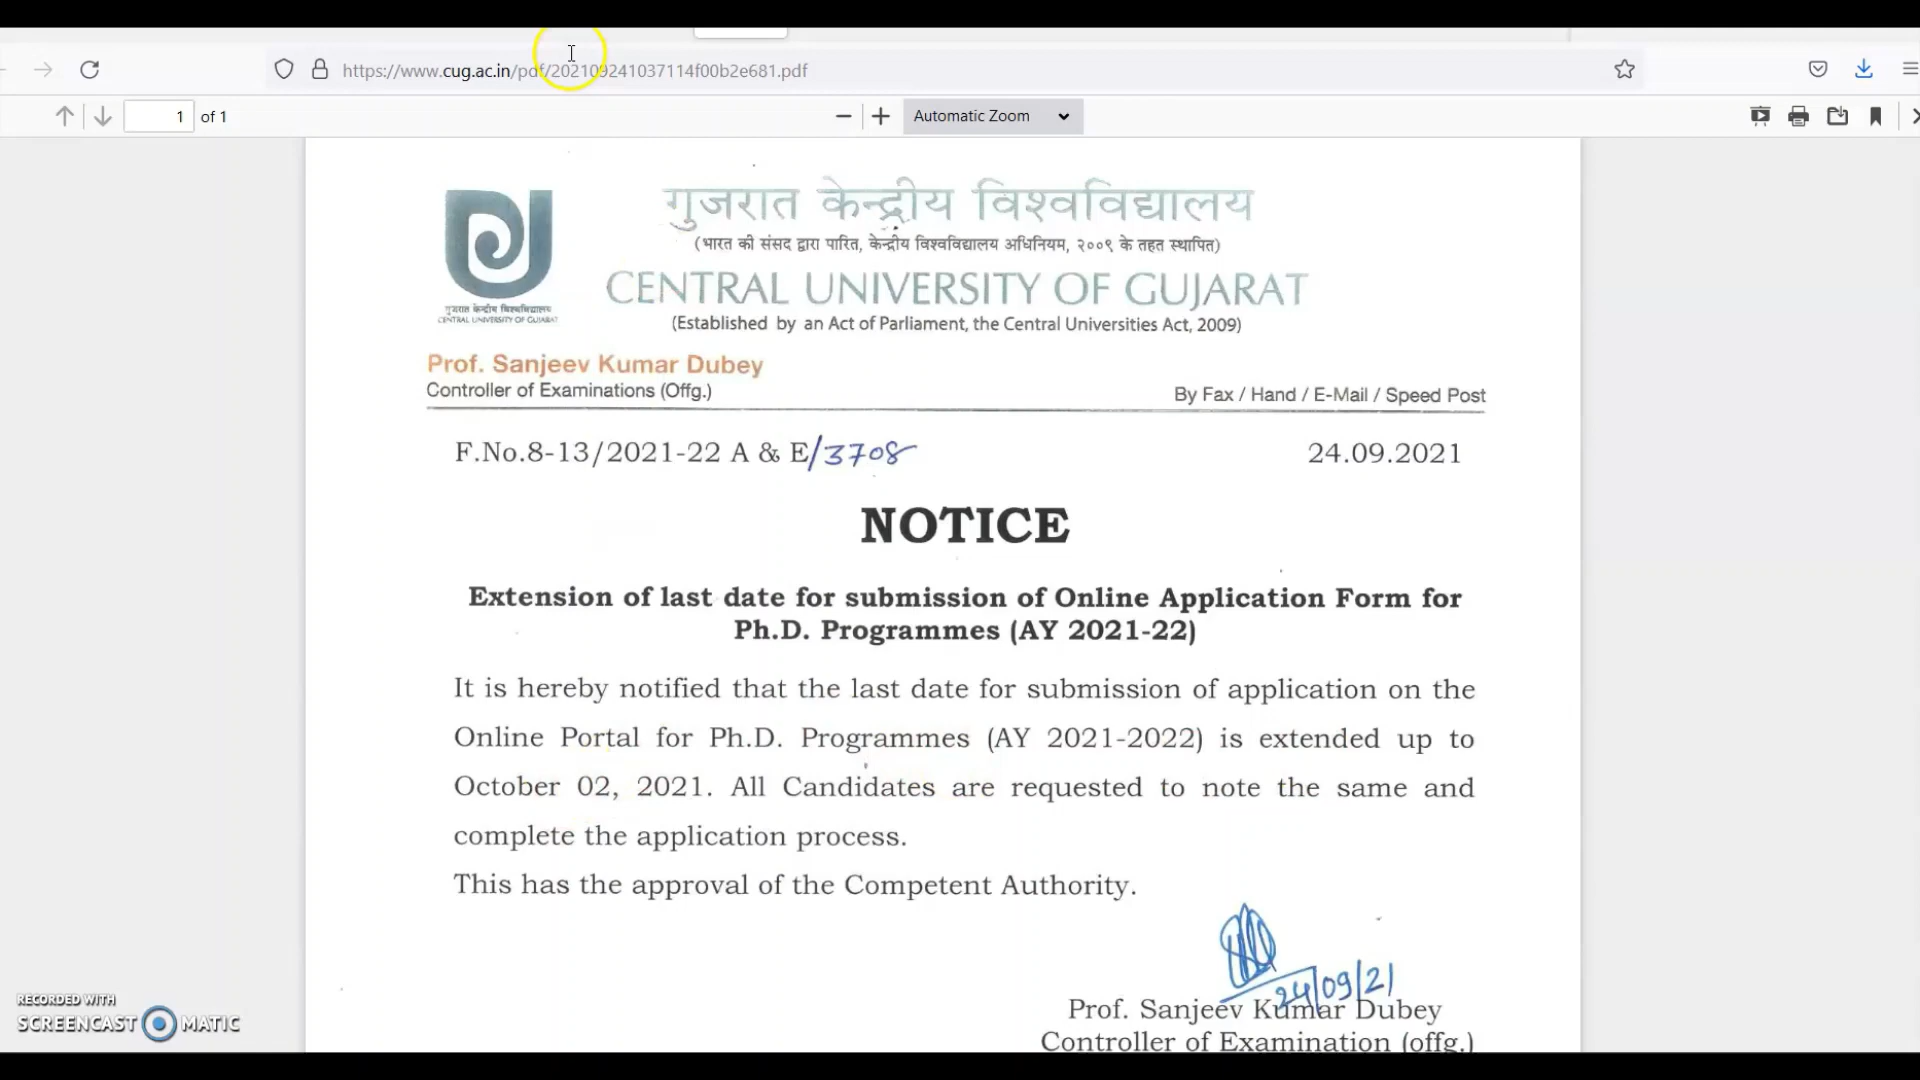 https://www.cug.ac.in/pdf/202109241037114f00b2e681.pdf
1 of 1
Automatic Zoom
गुजरात केन्द्रीय विश्वविद्यालय
(भारत की संसद द्वारा पारित, केन्द्रीय विश्वविद्यालय अधिनियम, २००९ के तहत स्थापित)
CENTRAL UNIVERSITY OF GUJARAT
(Established by an Act of Parliament, the Central Universities Act, 2009)
गुजरात केन्द्रीय विश्वविद्यालय
CENTRAL UNIVERSITY OF GUJARAT
Prof. Sanjeev Kumar Dubey
Controller of Examinations (Offg.)
By Fax / Hand / E-Mail / Speed Post
F.No.8-13/2021-22 A & E/3708
24.09.2021
NOTICE
Extension of last date for submission of Online Application Form for
Ph.D. Programmes (AY 2021-22)
It is hereby notified that the last date for submission of application on the
Online Portal for Ph.D. Programmes (AY 2021-2022) is extended up to
October 02, 2021. All Candidates are requested to note the same and
complete the application process.
This has the approval of the Competent Authority.
24/09/21
Prof. Sanjeev Kumar Dubey
Controller of Examination (offg.)
RECORDED WITH
SCREENCAST MATIC